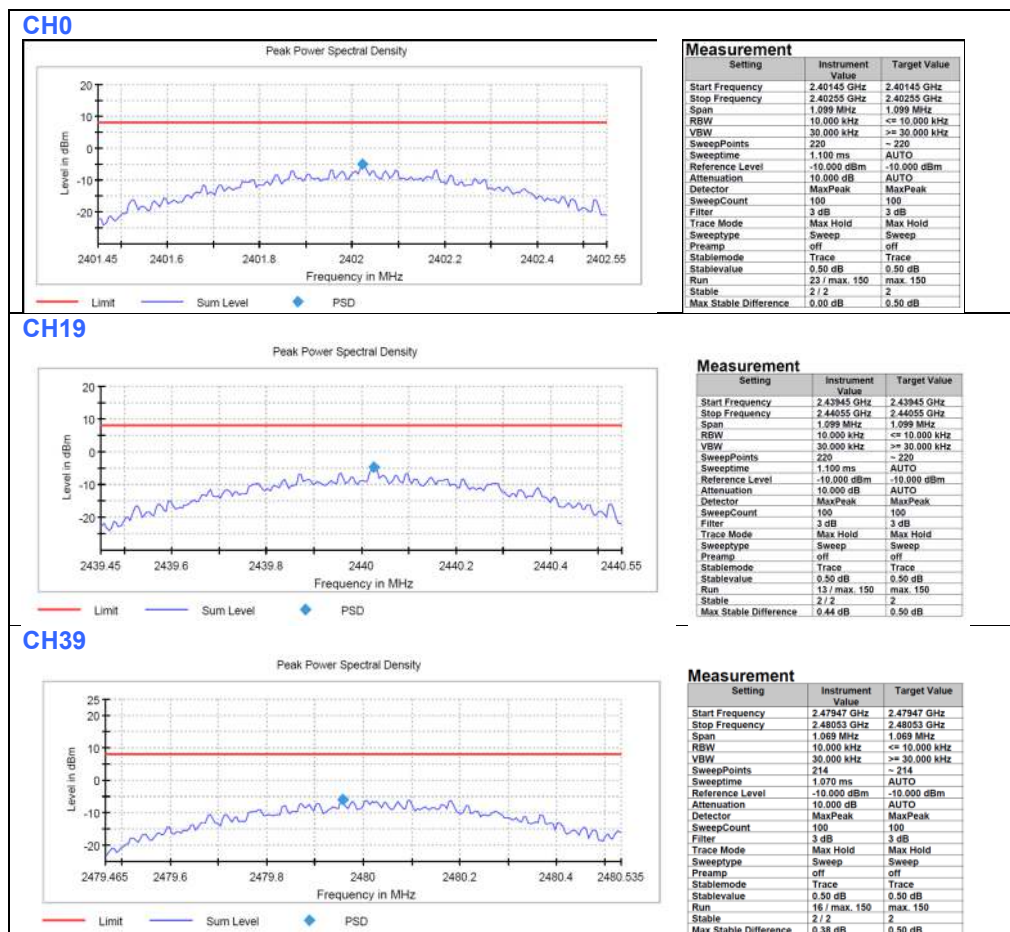 CH0
Peak Power Spectral Density
20
10
0
-10
-20
Level in dBm
2401.45 2401.6 2401.8 2402 2402.2 2402.4 2402.55
Frequency in MHz
Limit Sum Level PSD
Measurement
Setting Instrument Value Target Value
Start Frequency 2.40145 GHz 2.40145 GHz
Stop Frequency 2.40255 GHz 2.40255 GHz
Span 1.099 MHz 1.099 MHz
RBW 10.000 kHz <= 10.000 kHz
VBW 30.000 kHz >= 30.000 kHz
SweepPoints 220 ~ 220
Sweeptime 1.100 ms AUTO
Reference Level -10.000 dBm -10.000 dBm
Attenuation 10.000 dB AUTO
Detector MaxPeak MaxPeak
SweepCount 100 100
Filter 3 dB 3 dB
Trace Mode Max Hold Max Hold
Sweeptype Sweep Sweep
Preamp off off
Stablemode Trace Trace
Stablevalue 0.50 dB 0.50 dB
Run 23 / max. 150 max. 150
Stable 2 / 2 2
Max Stable Difference 0.00 dB 0.50 dB
CH19
Peak Power Spectral Density
20
10
0
-10
-20
Level in dBm
2439.45 2439.6 2439.8 2440 2440.2 2440.4 2440.55
Frequency in MHz
Limit Sum Level PSD
Measurement
Setting Instrument Value Target Value
Start Frequency 2.43945 GHz 2.43945 GHz
Stop Frequency 2.44055 GHz 2.44055 GHz
Span 1.099 MHz 1.099 MHz
RBW 10.000 kHz <= 10.000 kHz
VBW 30.000 kHz >= 30.000 kHz
SweepPoints 220 ~ 220
Sweeptime 1.100 ms AUTO
Reference Level -10.000 dBm -10.000 dBm
Attenuation 10.000 dB AUTO
Detector MaxPeak MaxPeak
SweepCount 100 100
Filter 3 dB 3 dB
Trace Mode Max Hold Max Hold
Sweeptype Sweep Sweep
Preamp off off
Stablemode Trace Trace
Stablevalue 0.50 dB 0.50 dB
Run 13 / max. 150 max. 150
Stable 2 / 2 2
Max Stable Difference 0.44 dB 0.50 dB
CH39
Peak Power Spectral Density
25
20
10
0
-10
-20
Level in dBm
2479.465 2479.6 2479.8 2480 2480.2 2480.4 2480.535
Frequency in MHz
Limit Sum Level PSD
Measurement
Setting Instrument Value Target Value
Start Frequency 2.47947 GHz 2.47947 GHz
Stop Frequency 2.48053 GHz 2.48053 GHz
Span 1.069 MHz 1.069 MHz
RBW 10.000 kHz <= 10.000 kHz
VBW 30.000 kHz >= 30.000 kHz
SweepPoints 214 ~ 214
Sweeptime 1.070 ms AUTO
Reference Level -10.000 dBm -10.000 dBm
Attenuation 10.000 dB AUTO
Detector MaxPeak MaxPeak
SweepCount 100 100
Filter 3 dB 3 dB
Trace Mode Max Hold Max Hold
Sweeptype Sweep Sweep
Preamp off off
Stablemode Trace Trace
Stablevalue 0.50 dB 0.50 dB
Run 16 / max. 150 max. 150
Stable 2 / 2 2
Max Stable Difference 0.38 dB 0.50 dB